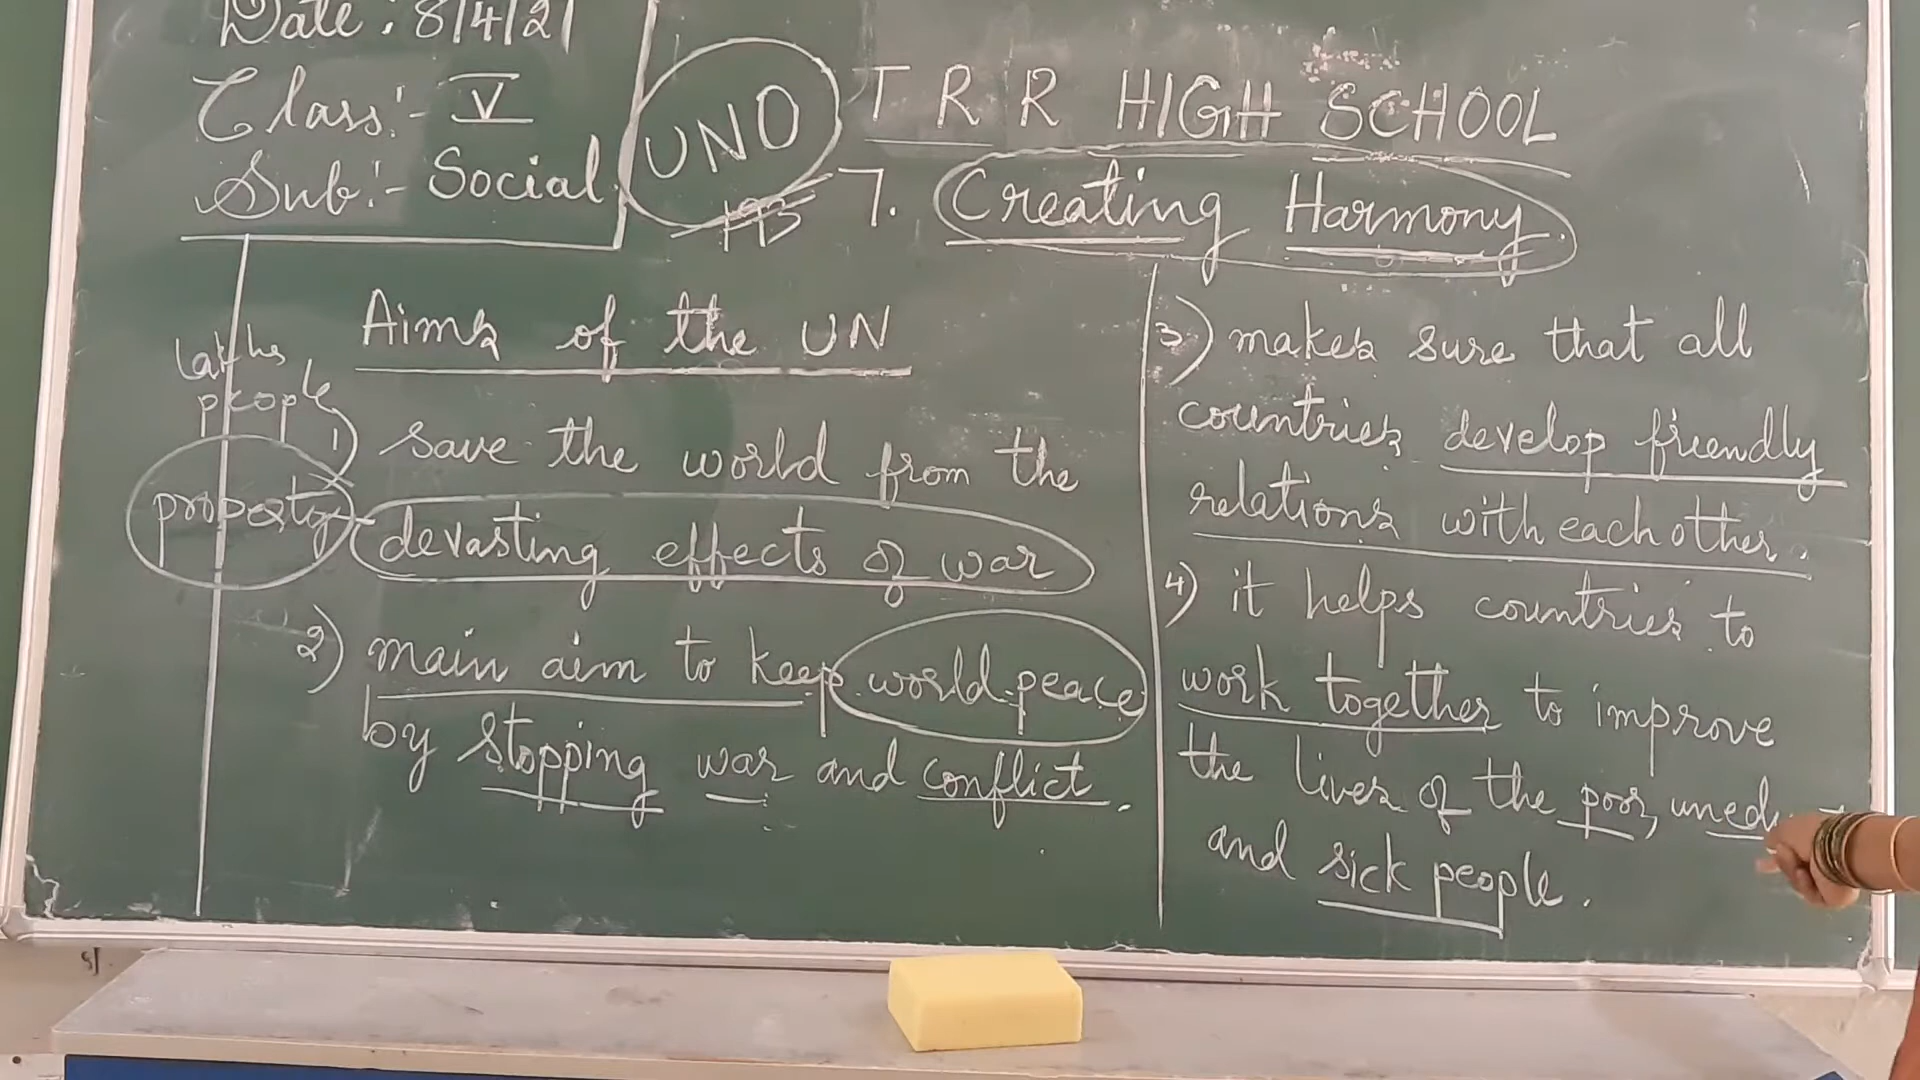 Date : 8/4/21
Class:- V
Sub:- Social
UNO
193
T R R HIGH SCHOOL
7. Creating Harmony
Aims of the UN
lakhs
people
property
1) save the world from the
devasting effects of war
2) main aim to keep world peace
by stopping war and conflict.
3) makes sure that all
countries develop friendly
relations with each other.
4) it helps countries to
work together to improve
the lives of the poor,
and sick people.